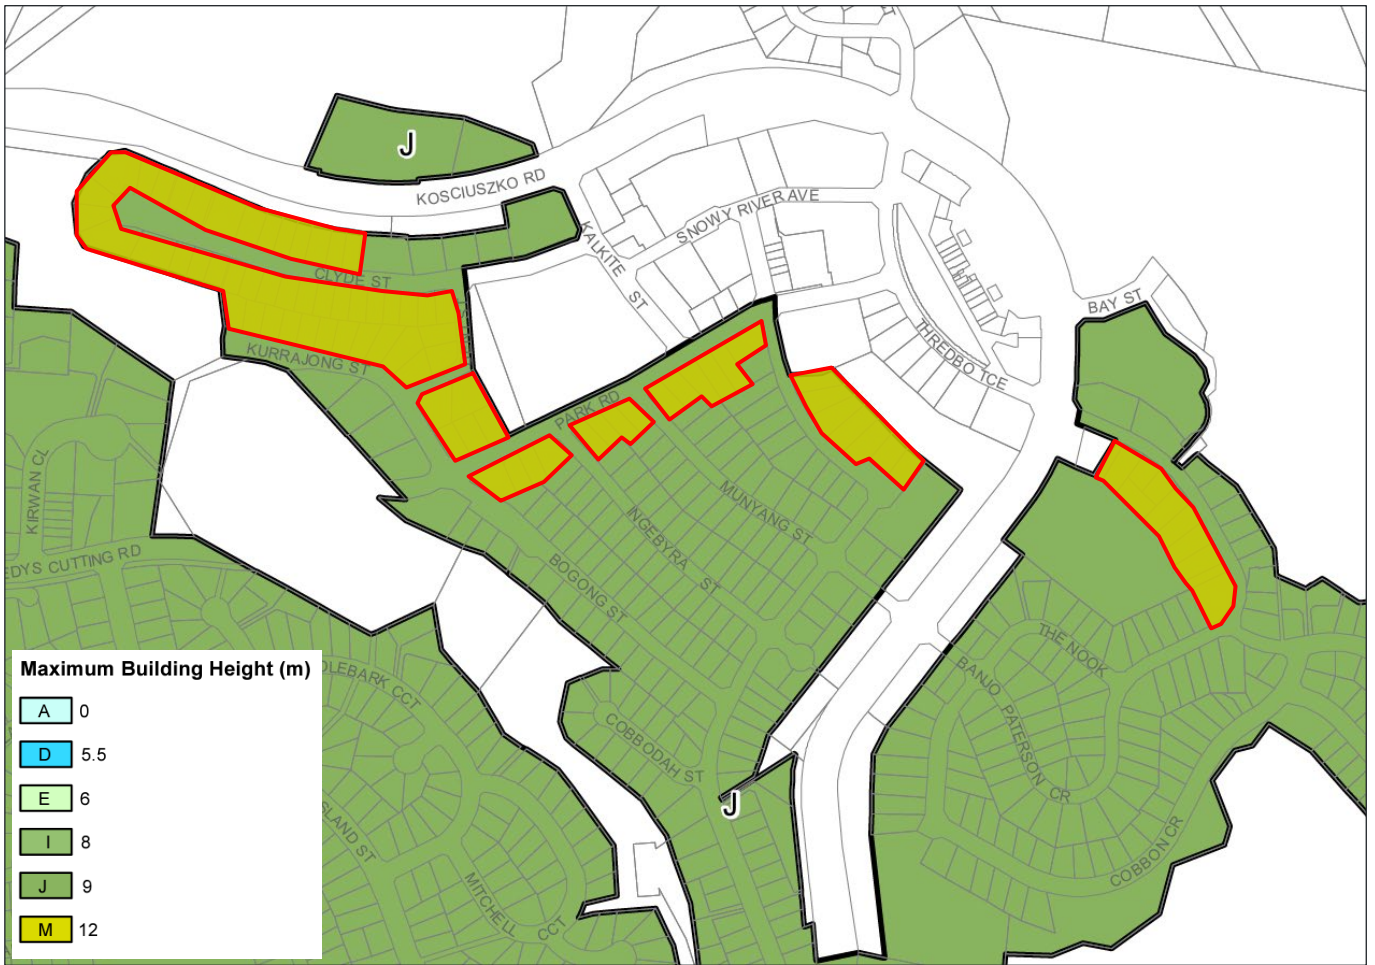 J
KOSCIUSZKO RD
SNOWY RIVER AVE
KALKITE ST
CLYDE ST
BAY ST
THREDBO TCE
KURRAJONG ST
PARK RD
KIRWAN CL
MUNYANG ST
INGEBYRA ST
EDYS CUTTING RD
BOGONG ST
THE NOOK
BANJO PATERSON CR
Maximum Building Height (m)
DLEBARK CCT
A 0
COBBODAH ST
D 5.5
E 6
J
I 8
SLAND ST
COBBON CR
J 9
MITCHELL CCT
M 12